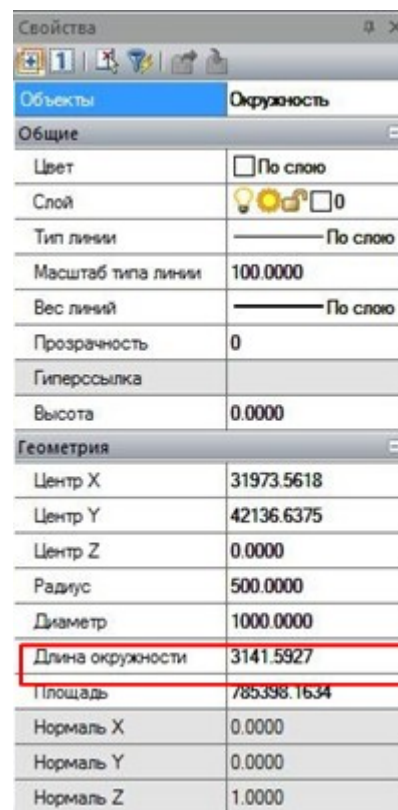 Свойства
1
Объекты Окружность
Общие
Цвет По слою
Слой 0
Тип линии По слою
Масштаб типа линии 100.0000
Вес линий По слою
Прозрачность 0
Гиперссылка
Высота 0.0000
Геометрия
Центр X 31973.5618
Центр Y 42136.6375
Центр Z 0.0000
Радиус 500.0000
Диаметр 1000.0000
Длина окружности 3141.5927
Площадь 785398.1634
Нормаль X 0.0000
Нормаль Y 0.0000
Нормаль Z 1.0000